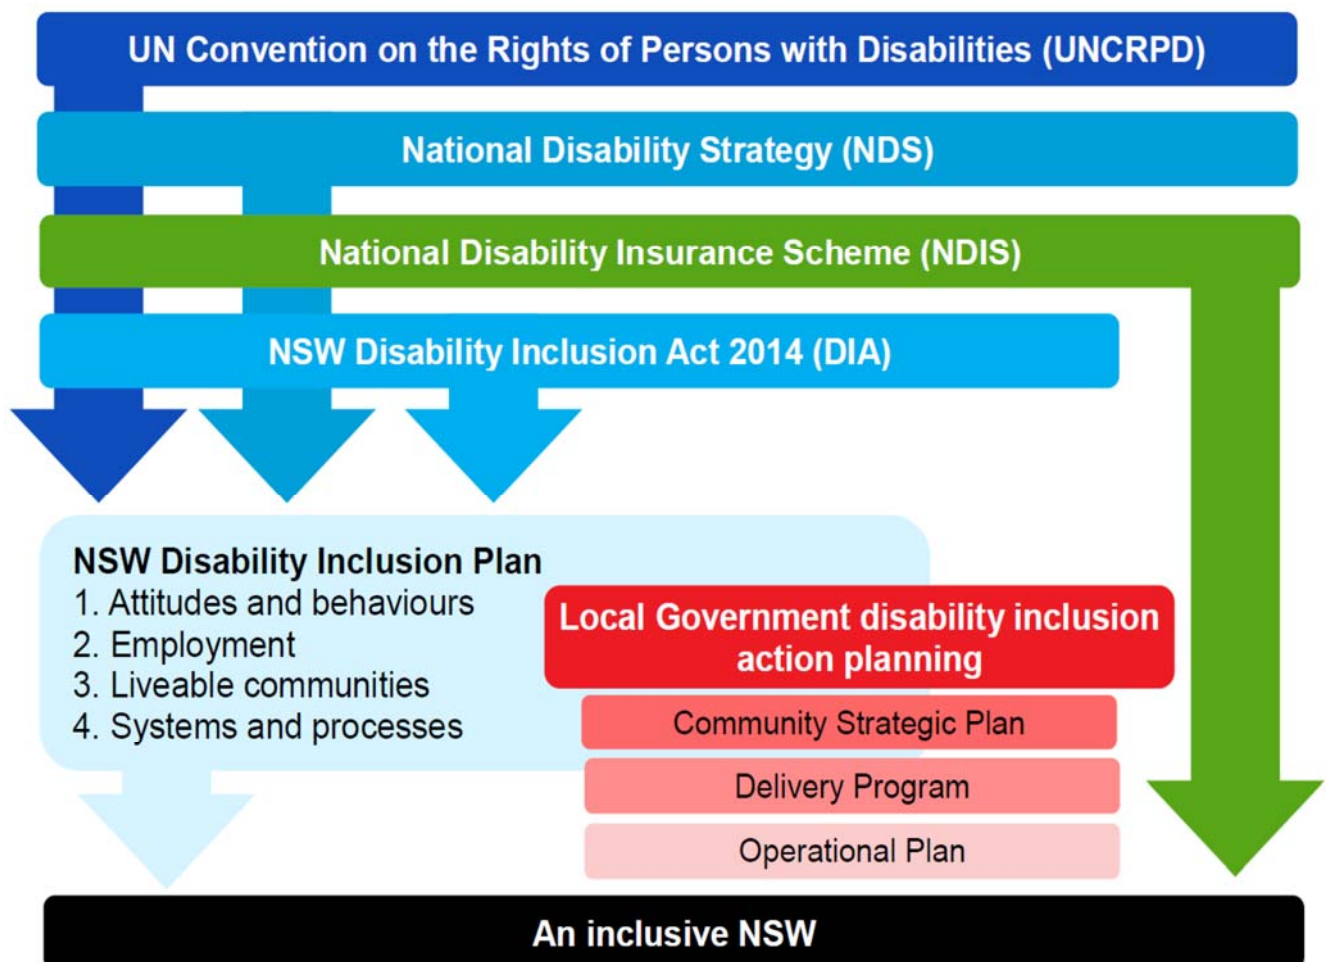 UN Convention on the Rights of Persons with Disabilities (UNCRPD)
National Disability Strategy (NDS)
National Disability Insurance Scheme (NDIS)
NSW Disability Inclusion Act 2014 (DIA)
NSW Disability Inclusion Plan
1. Attitudes and behaviours
2. Employment
3. Liveable communities
4. Systems and processes
Local Government disability inclusion
action planning
Community Strategic Plan
Delivery Program
Operational Plan
An inclusive NSW